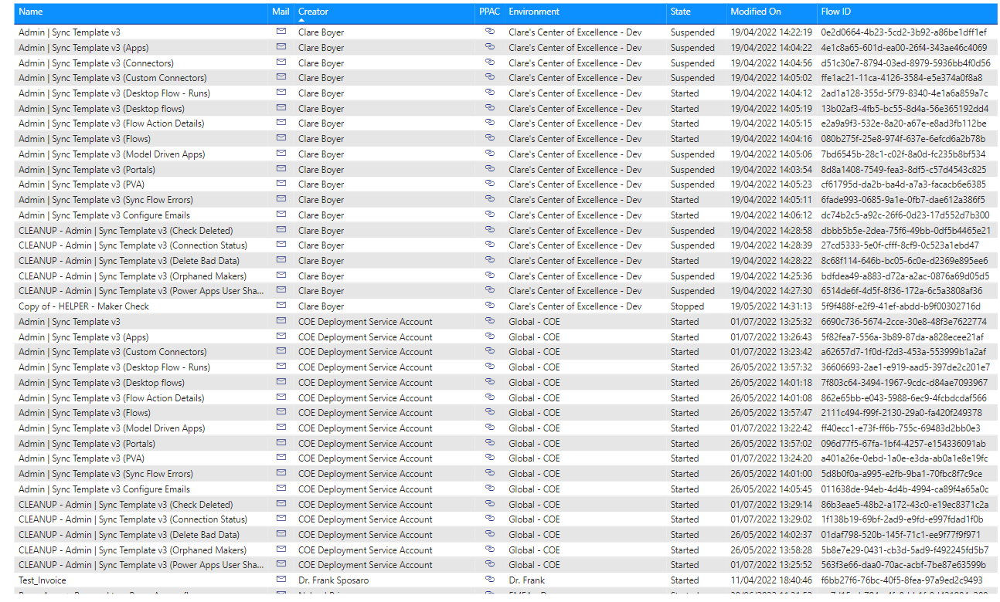 Name Mail Creator PPAC Environment State Modified On Flow ID
Admin | Sync Template v3 Clare Boyer Clare's Center of Excellence - Dev Suspended 19/04/2022 14:22:19 0e2d0664-4b23-5cd2-3b92-a86be1dff1ef
Admin | Sync Template v3 (Apps) Clare Boyer Clare's Center of Excellence - Dev Suspended 19/04/2022 14:04:22 4e1c8a65-601d-ea00-26f4-343ae46c4069
Admin | Sync Template v3 (Connectors) Clare Boyer Clare's Center of Excellence - Dev Suspended 19/04/2022 14:04:56 d51c30e7-8794-03ed-8979-5936bb4f0d56
Admin | Sync Template v3 (Custom Connectors) Clare Boyer Clare's Center of Excellence - Dev Suspended 19/04/2022 14:05:02 ffe1ac21-11ca-4126-3584-e5e374a0f8a8
Admin | Sync Template v3 (Desktop Flow - Runs) Clare Boyer Clare's Center of Excellence - Dev Started 19/04/2022 14:04:12 2ad1a128-355d-5f79-8340-4e1a6a859a7c
Admin | Sync Template v3 (Desktop flows) Clare Boyer Clare's Center of Excellence - Dev Started 19/04/2022 14:05:19 13b02af3-4fb5-bc55-8d4a-56e365192dd4
Admin | Sync Template v3 (Flow Action Details) Clare Boyer Clare's Center of Excellence - Dev Started 19/04/2022 14:05:15 e2a9a9f3-532e-8a20-a67e-e8ad3fb112be
Admin | Sync Template v3 (Flows) Clare Boyer Clare's Center of Excellence - Dev Started 19/04/2022 14:04:16 080b275f-25e8-974f-637e-6efcd6a2b78b
Admin | Sync Template v3 (Model Driven Apps) Clare Boyer Clare's Center of Excellence - Dev Suspended 19/04/2022 14:05:06 7bd6545b-28c1-c02f-8a0d-fc235b8bf534
Admin | Sync Template v3 (Portals) Clare Boyer Clare's Center of Excellence - Dev Suspended 19/04/2022 14:03:54 8d8a1408-7549-fea3-8df5-c57d4543c825
Admin | Sync Template v3 (PVA) Clare Boyer Clare's Center of Excellence - Dev Suspended 19/04/2022 14:05:23 cf61795d-da2b-ba4d-a7a3-facacb6e6385
Admin | Sync Template v3 (Sync Flow Errors) Clare Boyer Clare's Center of Excellence - Dev Started 19/04/2022 14:05:11 6fade993-0685-9a1e-0fb7-dae612a386f5
Admin | Sync Template v3 Configure Emails Clare Boyer Clare's Center of Excellence - Dev Started 19/04/2022 14:06:12 dc74b2c5-a92c-26f6-0d23-17d552d7b300
CLEANUP - Admin | Sync Template v3 (Check Deleted) Clare Boyer Clare's Center of Excellence - Dev Suspended 19/04/2022 14:28:58 dbbb5b5e-2dea-75f6-49bb-0df5b4465e21
CLEANUP - Admin | Sync Template v3 (Connection Status) Clare Boyer Clare's Center of Excellence - Dev Suspended 19/04/2022 14:28:39 27cd5333-5e0f-cfff-8cf9-0c523a1ebd47
CLEANUP - Admin | Sync Template v3 (Delete Bad Data) Clare Boyer Clare's Center of Excellence - Dev Started 19/04/2022 14:28:22 8c68f114-646b-bc05-6c0e-d2369e895ee6
CLEANUP - Admin | Sync Template v3 (Orphaned Makers) Clare Boyer Clare's Center of Excellence - Dev Suspended 19/04/2022 14:25:36 bdfdea49-a883-d72a-a2ac-0876a69d05d5
CLEANUP - Admin | Sync Template v3 (Power Apps User Sha... Clare Boyer Clare's Center of Excellence - Dev Suspended 19/04/2022 14:27:30 6514de6f-4d5f-8f36-172a-6c5a3808af36
Copy of - HELPER - Maker Check Clare Boyer Clare's Center of Excellence - Dev Stopped 19/05/2022 14:31:13 5f9f488f-e2f9-41ef-abdd-b9f00302716d
Admin | Sync Template v3 COE Deployment Service Account Global - COE Started 01/07/2022 13:25:32 6690c736-5674-2cce-30e8-48f3e7622774
Admin | Sync Template v3 (Apps) COE Deployment Service Account Global - COE Started 01/07/2022 13:26:43 5f82fea7-556a-3b89-87da-a828ecee21af
Admin | Sync Template v3 (Custom Connectors) COE Deployment Service Account Global - COE Started 01/07/2022 13:23:42 a62657d7-1f0d-f2d3-453a-553999b1a2af
Admin | Sync Template v3 (Desktop Flow - Runs) COE Deployment Service Account Global - COE Started 26/05/2022 13:57:32 36606693-2ae1-e919-aad5-397de2c201e7
Admin | Sync Template v3 (Desktop flows) COE Deployment Service Account Global - COE Started 26/05/2022 14:01:18 7f803c64-3494-1967-9cdc-d84ae7093967
Admin | Sync Template v3 (Flow Action Details) COE Deployment Service Account Global - COE Started 26/05/2022 14:01:08 862e65bb-e043-5988-6ec9-4fcbdcdaf566
Admin | Sync Template v3 (Flows) COE Deployment Service Account Global - COE Started 26/05/2022 13:57:47 2111c494-f99f-2130-29a0-fa420f249378
Admin | Sync Template v3 (Model Driven Apps) COE Deployment Service Account Global - COE Started 01/07/2022 13:22:42 ff40ecc1-e73f-ff6b-755c-69483d2bb0e3
Admin | Sync Template v3 (Portals) COE Deployment Service Account Global - COE Started 26/05/2022 13:57:02 096d77f5-67fa-1bf4-4257-e154336091ab
Admin | Sync Template v3 (PVA) COE Deployment Service Account Global - COE Started 01/07/2022 13:24:20 a401a26e-0ebd-1a0e-e3da-ab0a1e8e19fc
Admin | Sync Template v3 (Sync Flow Errors) COE Deployment Service Account Global - COE Started 26/05/2022 14:01:00 5d8b0f0a-a995-e2fb-9ba1-70fbc8f7c9ce
Admin | Sync Template v3 Configure Emails COE Deployment Service Account Global - COE Started 26/05/2022 14:05:45 011638de-94eb-4d4b-4994-ca89f4a65a0c
CLEANUP - Admin | Sync Template v3 (Check Deleted) COE Deployment Service Account Global - COE Started 01/07/2022 13:29:14 86b3eae5-48b2-a172-43c0-e19ec8371c2a
CLEANUP - Admin | Sync Template v3 (Connection Status) COE Deployment Service Account Global - COE Started 01/07/2022 13:29:02 1f138b19-69bf-2ad9-e9fd-e997fdad1f0b
CLEANUP - Admin | Sync Template v3 (Delete Bad Data) COE Deployment Service Account Global - COE Started 26/05/2022 14:02:37 01daf798-520b-145f-71c1-ee9f77f9f971
CLEANUP - Admin | Sync Template v3 (Orphaned Makers) COE Deployment Service Account Global - COE Started 26/05/2022 13:58:28 5b8e7e29-0431-cb3d-5ad9-f492245fd5b7
CLEANUP - Admin | Sync Template v3 (Power Apps User Sha... COE Deployment Service Account Global - COE Started 01/07/2022 13:25:52 563f3e66-daa0-70ac-acbf-7be87e63599b
Test_Invoice Dr. Frank Sposaro Dr. Frank Started 11/04/2022 18:40:46 f6bb27f6-76bc-40f5-8fea-97a9ed2c9493